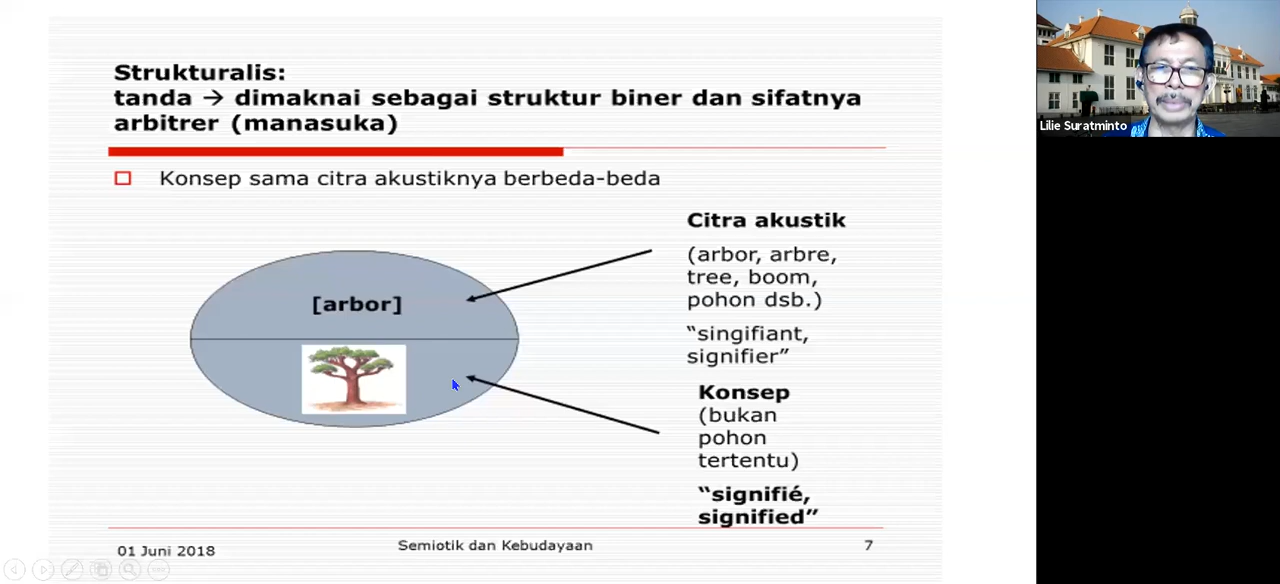 Strukturalis:
tanda → dimaknai sebagai struktur biner dan sifatnya
arbitrer (manasuka)
Konsep sama citra akustiknya berbeda-beda
[arbor]
Citra akustik
(arbor, arbre,
tree, boom,
pohon dsb.)
“singifiant,
signifier”
Konsep
(bukan
pohon
tertentu)
“signifié,
signified”
01 Juni 2018
Semiotik dan Kebudayaan
7
Lilie Suratminto